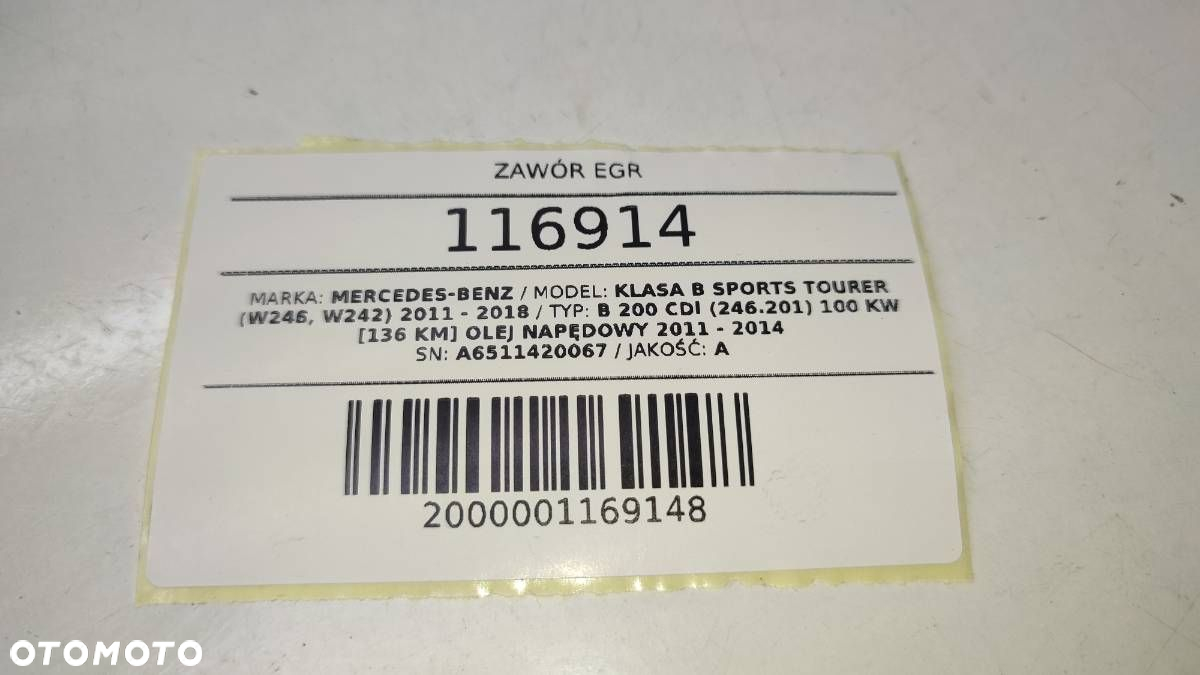 ZAWÓR EGR
116914
MARKA: MERCEDES-BENZ / MODEL: KLASA B SPORTS TOURER
(W246, W242) 2011 - 2018 / TYP: B 200 CDI (246.201) 100 KW
[136 KM] OLEJ NAPĘDOWY 2011 - 2014
SN: A6511420067 / JAKOŚĆ: A
2000001169148
OTOMOTO